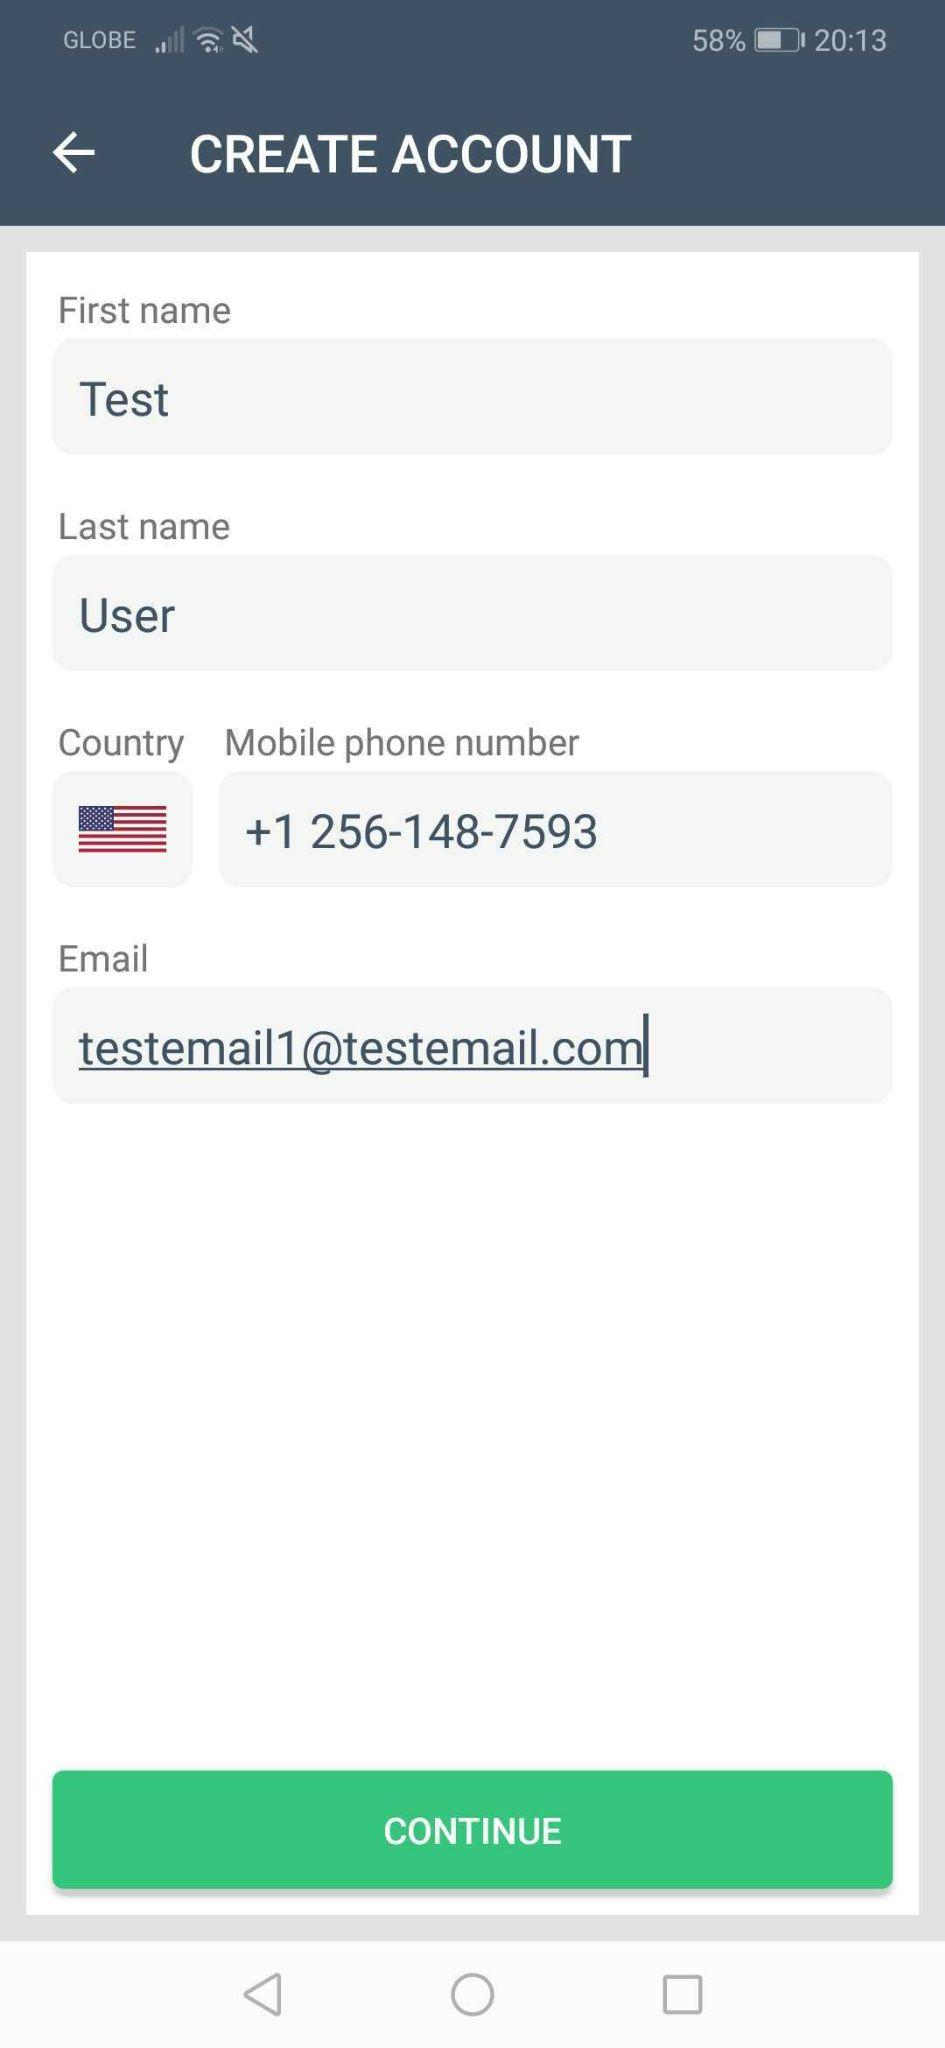 GLOBE 58% 20:13
CREATE ACCOUNT
First name
Test
Last name
User
Country Mobile phone number
+1 256-148-7593
Email
testemail1@testemail.com
CONTINUE